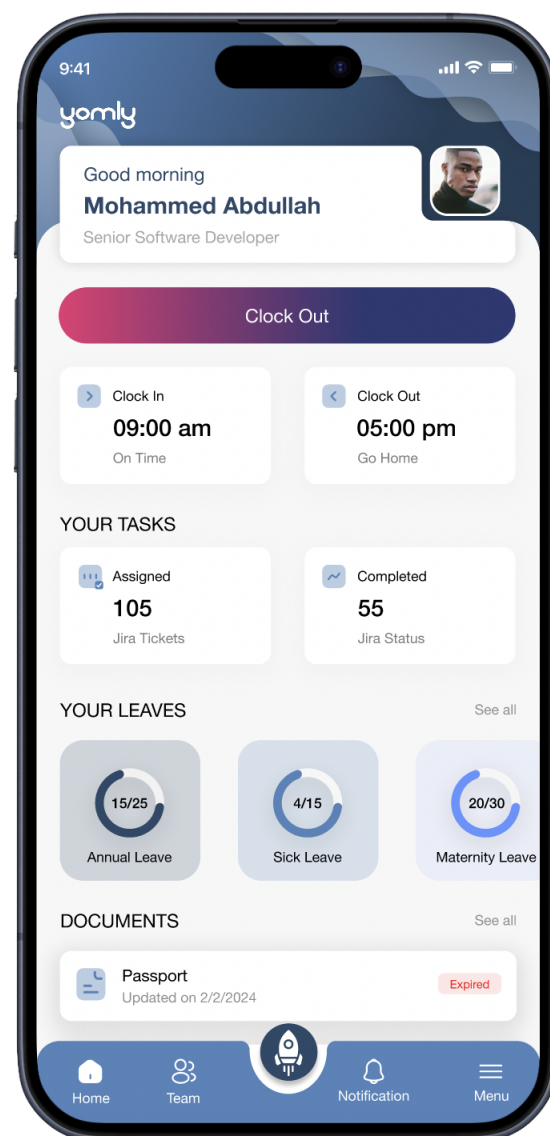 9:41
yomly
Good morning
Mohammed Abdullah
Senior Software Developer
Clock Out
Clock In
09:00 am
On Time
Clock Out
05:00 pm
Go Home
YOUR TASKS
Assigned
105
Jira Tickets
Completed
55
Jira Status
YOUR LEAVES
See all
15/25
Annual Leave
4/15
Sick Leave
20/30
Maternity Leave
DOCUMENTS
See all
Passport
Updated on 2/2/2024
Expired
Home
Team
Notification
Menu